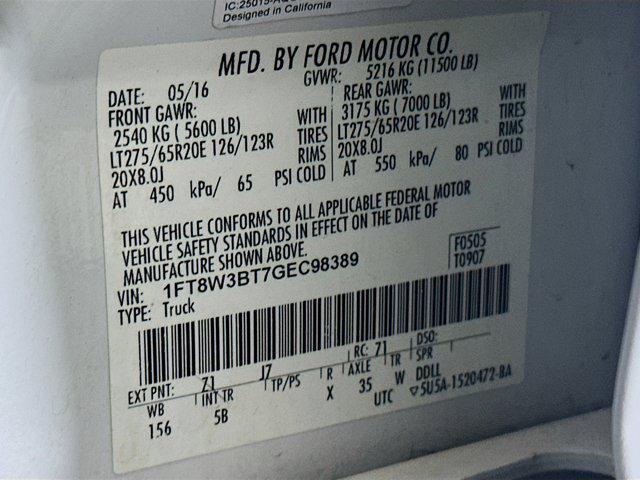 Designed in California
MFD. BY FORD MOTOR CO.
DATE: 05/16
GVWR: 5216 KG (11500 LB)
FRONT GAWR:
2540 KG ( 5600 LB) WITH
LT275/65R20E 126/123R TIRES
20X8.0J RIMS
AT 450 kPa/ 65 PSI COLD
REAR GAWR:
3175 KG ( 7000 LB) WITH
LT275/65R20E 126/123R TIRES
20X8.0J RIMS
AT 550 kPa/ 80 PSI COLD
THIS VEHICLE CONFORMS TO ALL APPLICABLE FEDERAL MOTOR
VEHICLE SAFETY STANDARDS IN EFFECT ON THE DATE OF
MANUFACTURE SHOWN ABOVE.
VIN: 1FT8W3BT7GEC98389
TYPE: Truck
F0505
T0907
EXT PNT: Z1 J7 RC: 71 DSO:
WB INT TR TP/PS R AXLE TR SPR
156 5B X 35 W DDLL
UTC ▽5U5A-1520472-BA